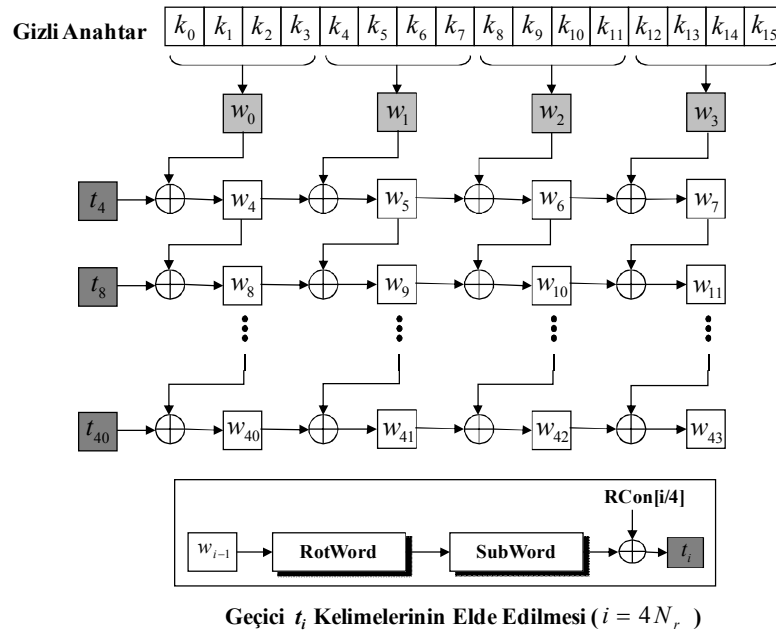 Gizli Anahtar k0 k1 k2 k3 k4 k5 k6 k7 k8 k9 k10 k11 k12 k13 k14 k15
w0 w1 w2 w3
t4 w4 w5 w6 w7
t8 w8 w9 w10 w11
t40 w40 w41 w42 w43
RCon[i/4]
wi−1 RotWord SubWord ti
Geçici ti Kelimelerinin Elde Edilmesi ( i = 4Nr )